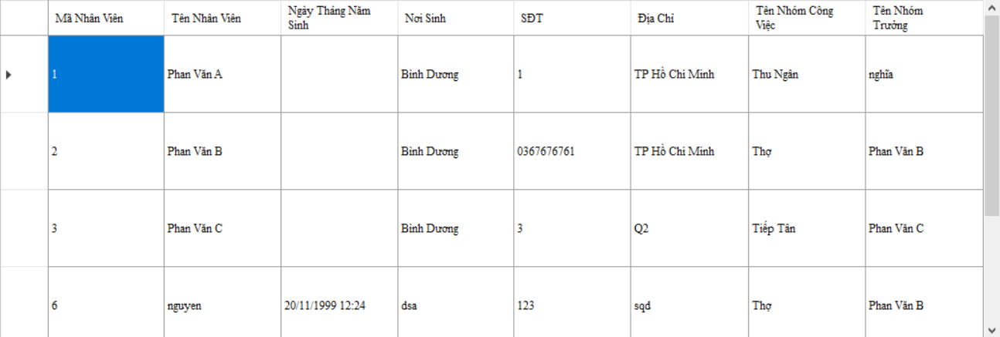 Mã Nhân Viên Tên Nhân Viên Ngày Tháng Năm Sinh Nơi Sinh SĐT Địa Chỉ Tên Nhóm Công Việc Tên Nhóm Trưởng
1 Phan Văn A Bình Dương 1 TP Hồ Chí Minh Thu Ngân nghĩa
2 Phan Văn B Bình Dương 0367676761 TP Hồ Chí Minh Thợ Phan Văn B
3 Phan Văn C Bình Dương 3 Q2 Tiếp Tân Phan Văn C
6 nguyen 20/11/1999 12:24 dsa 123 sqd Thợ Phan Văn B